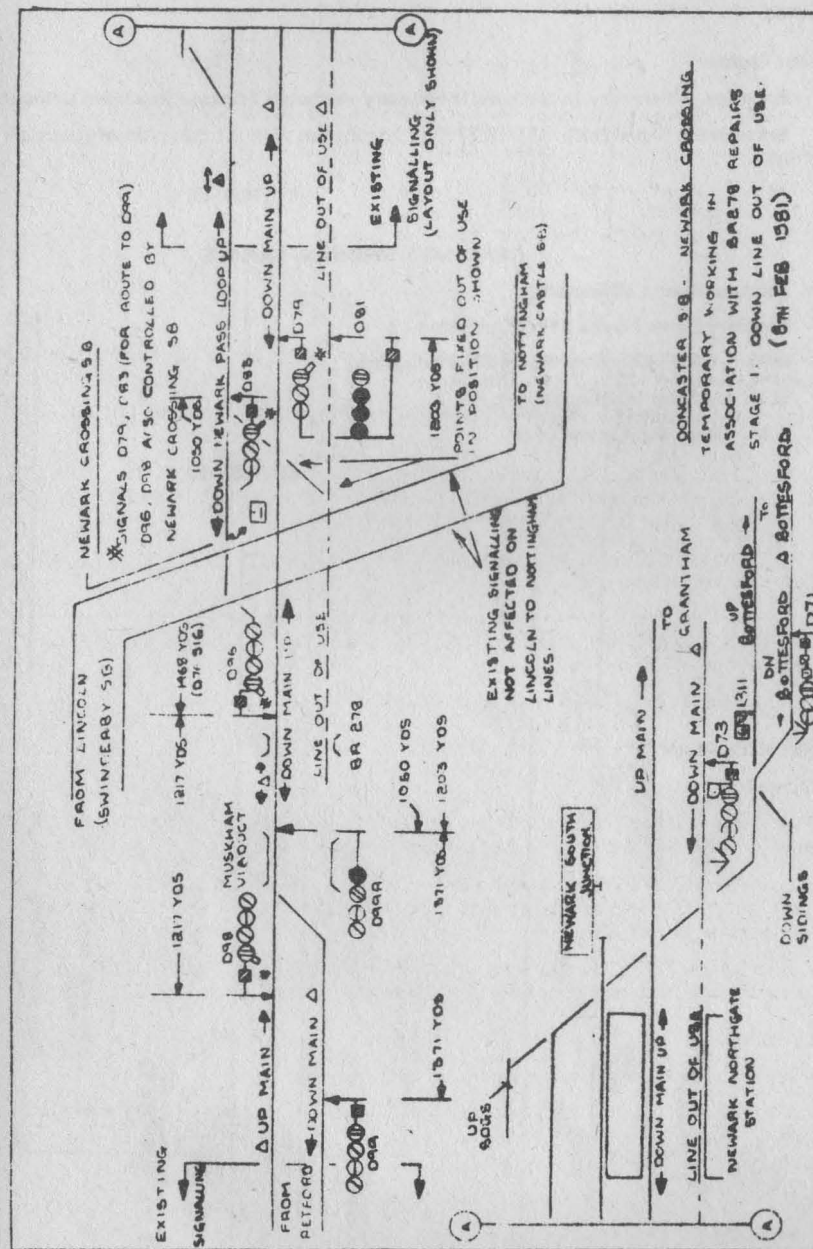 EXISTING
SIGNALLING
FROM
RETFORD
△ UP MAIN
DOWN MAIN △
1217 YDS
D98
MUSKHAM
VIADUCT
D99
1371 YDS
D99R
1217 YDS
1371 YDS
1050 YDS
1203 YDS
FROM LINCOLN
(SWINDERBY SB)
D96
DOWN MAIN UP
LINE OUT OF USE
BR 278
EXISTING SIGNALLING
NOT AFFECTED ON
LINCOLN TO NOTTINGHAM
LINES.
NEWARK CROSSING SB
SIGNALS D79, D83 (FOR ROUTE TO D99)
D96, D98 ALSO CONTROLLED BY
NEWARK CROSSING SB
1050 YDS
DOWN NEWARK PASS LOOP UP
D83
D79
D81
1203 YDS
POINTS FIXED OUT OF USE
IN POSITION SHOWN
TO NOTTINGHAM
(NEWARK CASTLE SB)
DOWN MAIN UP △
LINE OUT OF USE △
EXISTING
SIGNALLING
(LAYOUT ONLY SHOWN)
A
A
A
A
UP
SDGS
NEWARK SOUTH
JUNCTION
DOWN MAIN UP
LINE OUT OF USE
NEWARK NORTHGATE
STATION
UP MAIN
TO
GRANTHAM
DOWN MAIN △
D73
1311
UP
BOTTESFORD
TO
BOTTESFORD
DN
BOTTESFORD △
D71
DOWN
SIDINGS
DONCASTER S.B. NEWARK CROSSING
TEMPORARY WORKING IN
ASSOCIATION WITH BR278 REPAIRS
STAGE 1. DOWN LINE OUT OF USE.
(8TH FEB 1981)